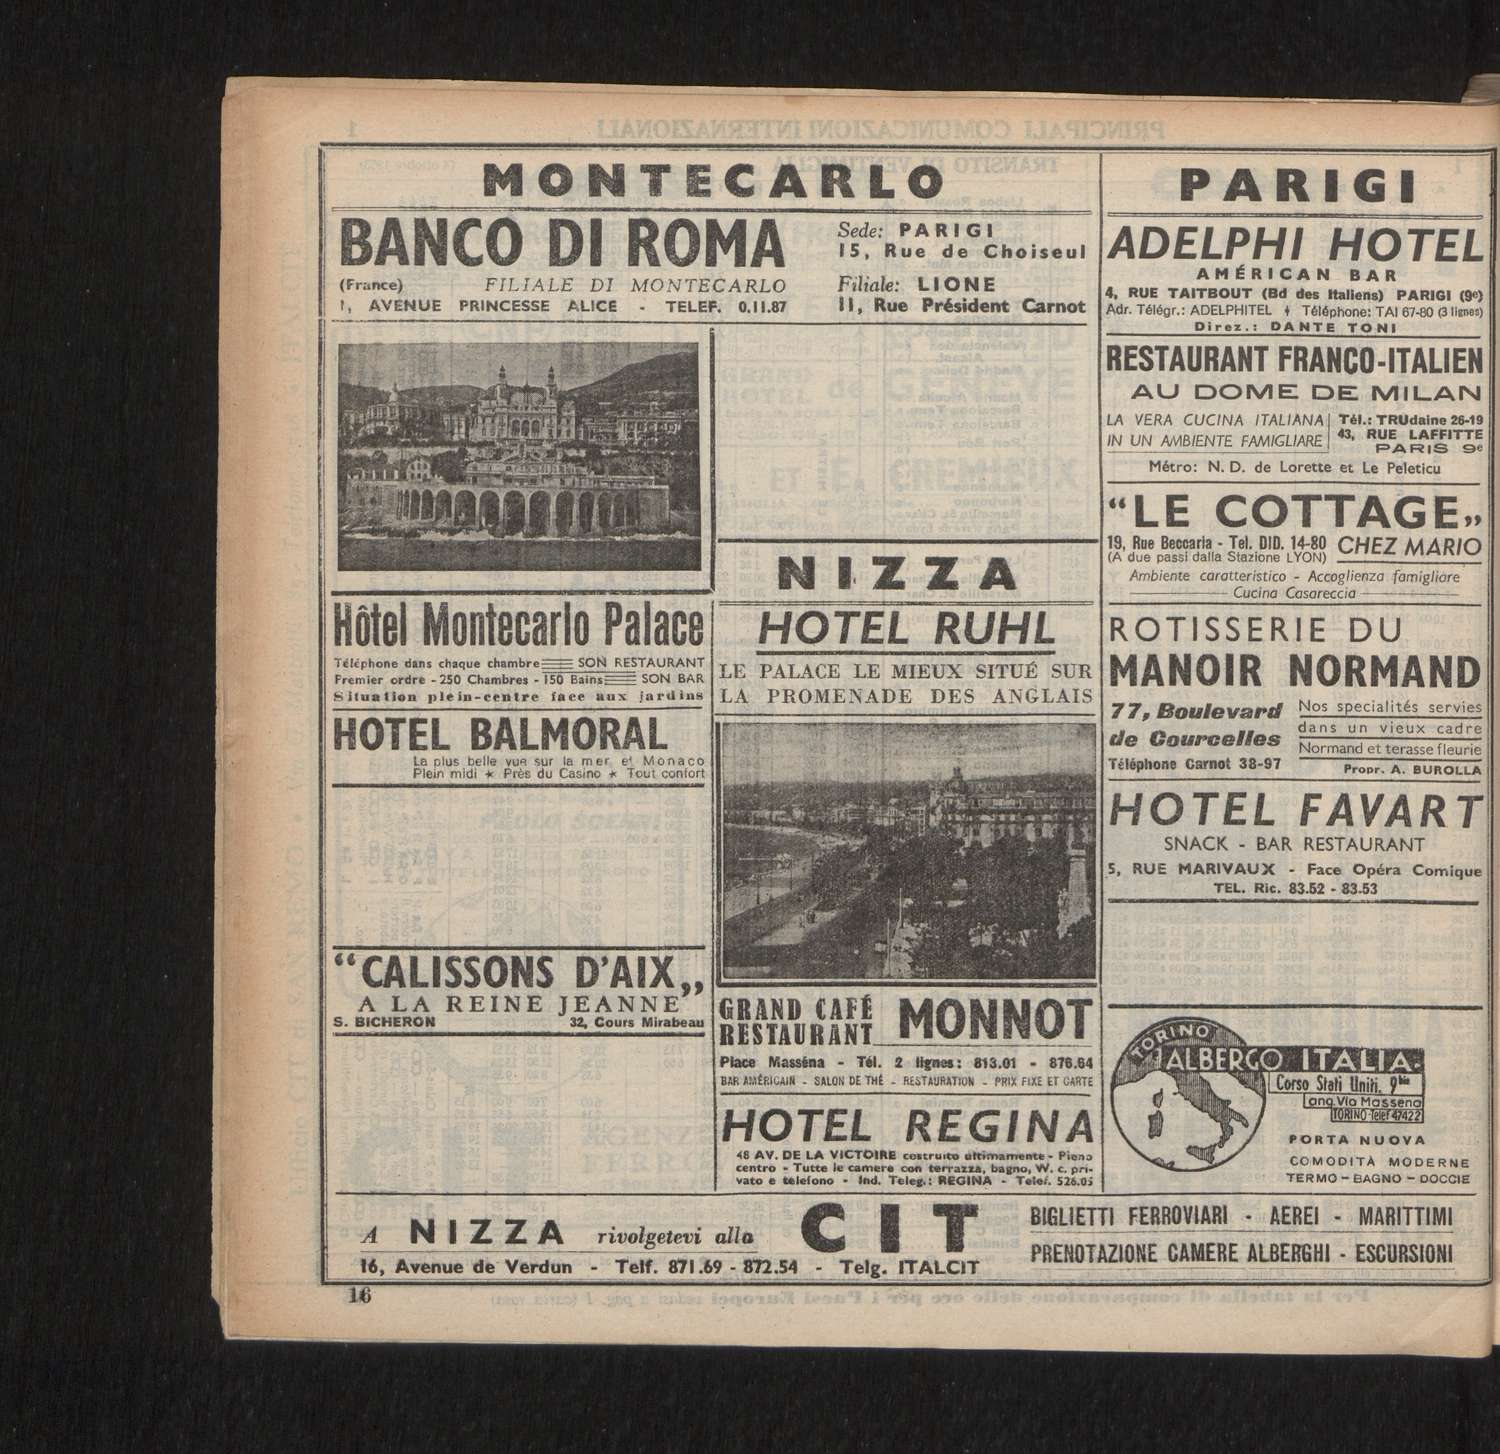 MONTECARLO
BANCO DI ROMA
(France) FILIALE DI MONTECARLO
1, AVENUE PRINCESSE ALICE - TELEF. 0.11.87
Sede: PARIGI
15, Rue de Choiseul
Filiale: LIONE
11, Rue Président Carnot
Hôtel Montecarlo Palace
Téléphone dans chaque chambre SON RESTAURANT
Premier ordre - 250 Chambres - 150 Bains SON BAR
Situation plein-centre face aux jardins
HOTEL BALMORAL
La plus belle vue sur la mer et Monaco
Plein midi ★ Près du Casino ★ Tout confort
“CALISSONS D'AIX„
A LA REINE JEANNE
S. BICHERON 32, Cours Mirabeau
NIZZA
HOTEL RUHL
LE PALACE LE MIEUX SITUÉ SUR
LA PROMENADE DES ANGLAIS
GRAND CAFÉ
RESTAURANT MONNOT
Place Masséna - Tél. 2 lignes: 813.01 - 876.64
BAR AMÉRICAIN - SALON DE THÉ - RESTAURATION - PRIX FIXE ET CARTE
HOTEL REGINA
48 AV. DE LA VICTOIRE costruito ultimamente - Pieno
centro - Tutte le camere con terrazza, bagno, W. c. pri-
vato e telefono - Ind. Teleg.: REGINA - Telef. 526.05
PARIGI
ADELPHI HOTEL
AMÉRICAN BAR
4, RUE TAITBOUT (Bd des Italiens) PARIGI (9e)
Adr. Télégr.: ADELPHITEL ♦ Téléphone: TAI 67-80 (3 lignes)
Direz.: DANTE TONI
RESTAURANT FRANCO-ITALIEN
AU DOME DE MILAN
LA VERA CUCINA ITALIANA
IN UN AMBIENTE FAMIGLIARE
Tél.: TRUdaine 26-19
43, RUE LAFFITTE
PARIS 9e
Métro: N. D. de Lorette et Le Peleticu
“LE COTTAGE„
19, Rue Beccaria - Tel. DID. 14-80
(A due passi dalla Stazione LYON)
CHEZ MARIO
Ambiente caratteristico - Accoglienza famigliare
Cucina Casareccia
ROTISSERIE DU
MANOIR NORMAND
77, Boulevard
de Courcelles
Téléphone Carnot 38-97
Nos specialités servies
dans un vieux cadre
Normand et terasse fleurie
Propr. A. BUROLLA
HOTEL FAVART
SNACK - BAR RESTAURANT
5, RUE MARIVAUX - Face Opéra Comique
TEL. Ric. 83.52 - 83.53
TORINO
ALBERGO ITALIA
Corso Stati Uniti, 9bis
ang. Via Massena
TORINO-Telef 47422
PORTA NUOVA
COMODITÀ MODERNE
TERMO - BAGNO - DOCCIE
A NIZZA rivolgetevi alla CIT
16, Avenue de Verdun - Telf. 871.69 - 872.54 - Telg. ITALCIT
BIGLIETTI FERROVIARI - AEREI - MARITTIMI
PRENOTAZIONE CAMERE ALBERGHI - ESCURSIONI
16